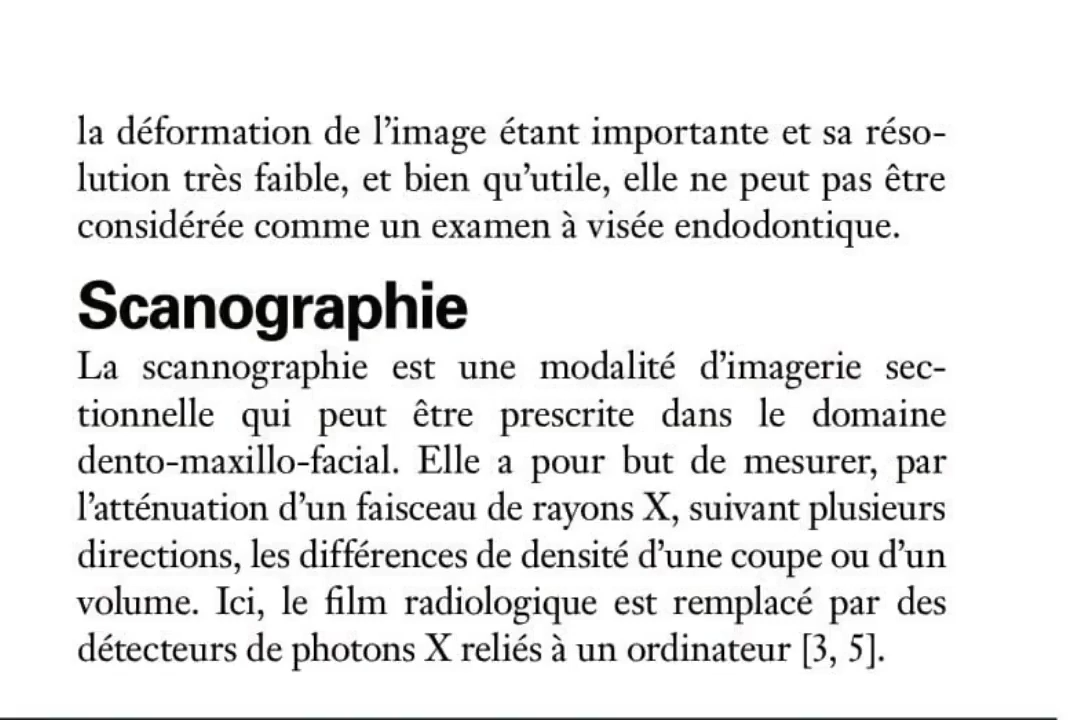 la déformation de l’image étant importante et sa réso-
lution très faible, et bien qu’utile, elle ne peut pas être
considérée comme un examen à visée endodontique.
Scanographie
La scannographie est une modalité d’imagerie sec-
tionnelle qui peut être prescrite dans le domaine
dento-maxillo-facial. Elle a pour but de mesurer, par
l’atténuation d’un faisceau de rayons X, suivant plusieurs
directions, les différences de densité d’une coupe ou d’un
volume. Ici, le film radiologique est remplacé par des
détecteurs de photons X reliés à un ordinateur [3, 5].